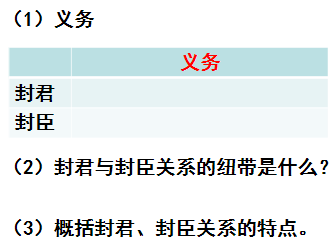 （1）义务
义务
封君
封臣
（2）封君与封臣关系的纽带是什么？
（3）概括封君、封臣关系的特点。